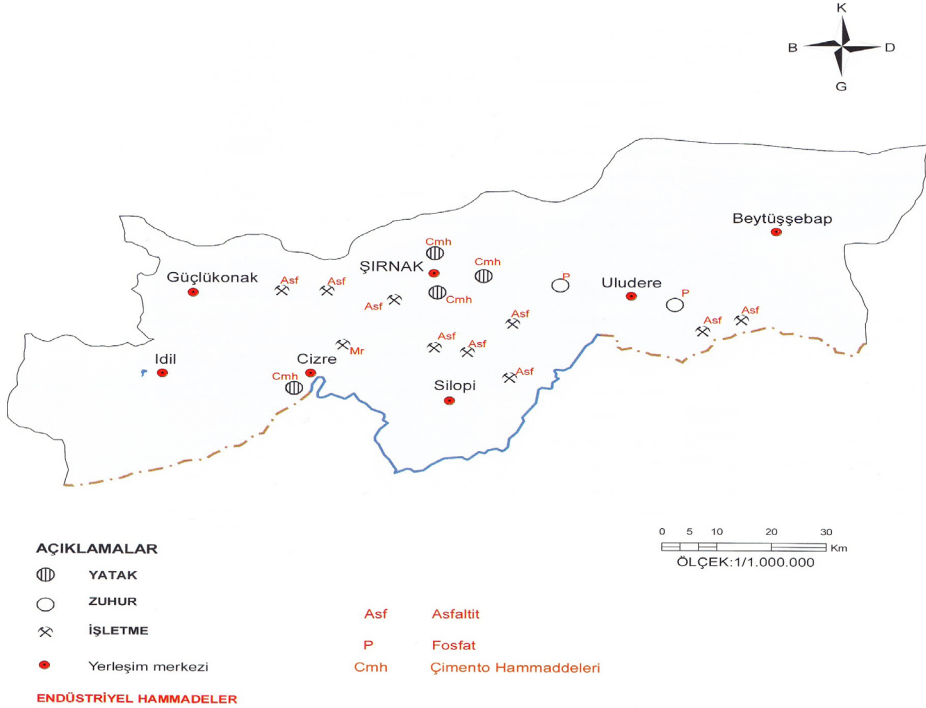 K
B D
G
Beytüşşebap
Cmh
ŞIRNAK
Cmh
Güçlükonak
Asf
Asf
Asf
Cmh
P
Uludere
P
Asf
Asf
Asf
Asf
Asf
Mr
Idil
Cizre
Cmh
Silopi
Asf
0 5 10 20 30
Km
ÖLÇEK:1/1.000.000
AÇIKLAMALAR
YATAK
ZUHUR
İŞLETME
Yerleşim merkezi
ENDÜSTRİYEL HAMMADELER
Asf Asfaltit
P Fosfat
Cmh Çimento Hammaddeleri